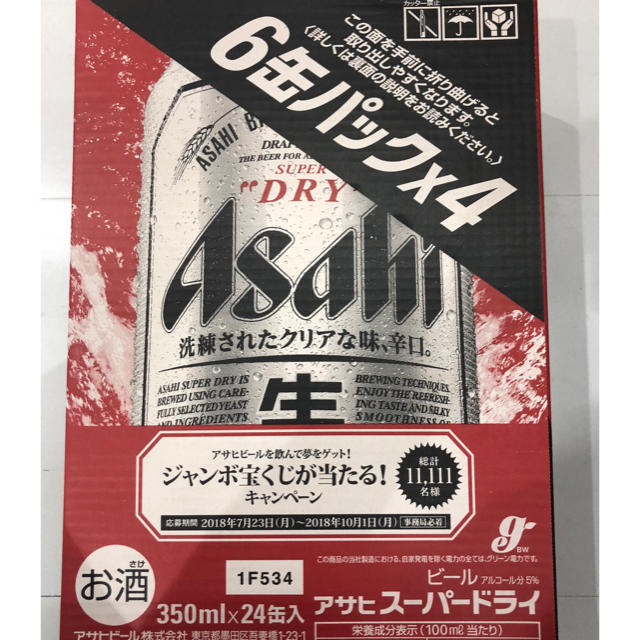 カッター禁止
この面を手前に折り曲げると
取り出しやすくなります。
〈詳しくは裏面の説明をお読みください。〉
6缶パック×4
ASAHI
DRAF
THE BEER FOR A
SUPER
"DRY"
Asahi
洗練されたクリアな味、辛口。
ASAHI SUPER DRY IS
BREWED USING CARE-
FULLY SELECTED YEAST
AND INGREDIENTS
BREWING TECHNIQUES.
ENJOY THE REFRESH-
ING TASTE AND SILKY
SMOOTHNESS OF
生
アサヒビールを飲んで夢をゲット!
ジャンボ宝くじが当たる!
キャンペーン
総計
11,111
名様
応募期間 2018年7月23日(月)~2018年10月1日(月) 事務局必着
g
BW
この商品の当社製造における、自家発電を除く電力の全ては、グリーン電力です。
お酒
さけ
1F534
ビール アルコール分5%
350ml×24缶入
アサヒスーパードライ
アサヒビール株式会社 東京都墨田区吾妻橋1-23-1
栄養成分表示(100ml当たり)